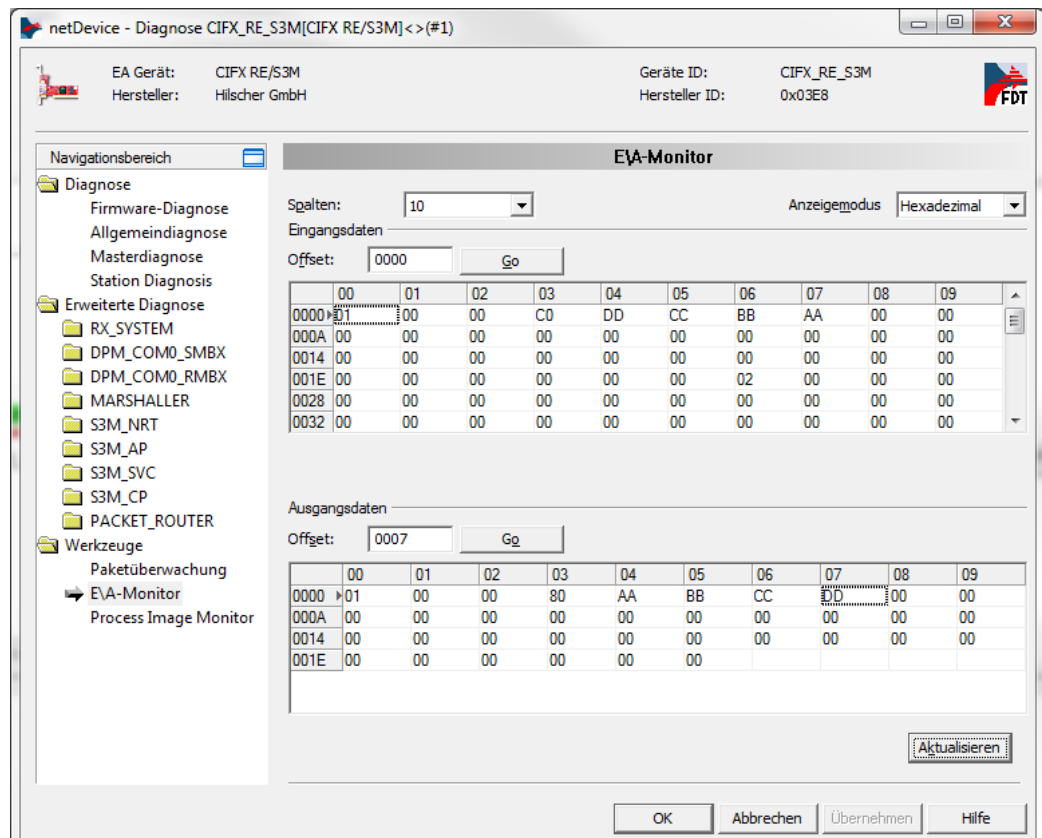 netDevice - Diagnose CIFX_RE_S3M[CIFX RE/S3M]<>(#1)
EA Gerät: CIFX RE/S3M Geräte ID: CIFX_RE_S3M
Hersteller: Hilscher GmbH Hersteller ID: 0x03E8
FDT
Navigationsbereich
Diagnose
Firmware-Diagnose
Allgemeindiagnose
Masterdiagnose
Station Diagnosis
Erweiterte Diagnose
RX_SYSTEM
DPM_COM0_SMBX
DPM_COM0_RMBX
MARSHALLER
S3M_NRT
S3M_AP
S3M_SVC
S3M_CP
PACKET_ROUTER
Werkzeuge
Paketüberwachung
E\A-Monitor
Process Image Monitor
E\A-Monitor
Spalten: 10 Anzeigemodus Hexadezimal
Eingangsdaten
Offset: 0000 Go
00 01 02 03 04 05 06 07 08 09
0000 01 00 00 C0 DD CC BB AA 00 00
000A 00 00 00 00 00 00 00 00 00 00
0014 00 00 00 00 00 00 00 00 00 00
001E 00 00 00 00 00 00 02 00 00 00
0028 00 00 00 00 00 00 00 00 00 00
0032 00 00 00 00 00 00 00 00 00 00
Ausgangsdaten
Offset: 0007 Go
00 01 02 03 04 05 06 07 08 09
0000 01 00 00 80 AA BB CC DD 00 00
000A 00 00 00 00 00 00 00 00 00 00
0014 00 00 00 00 00 00 00 00 00 00
001E 00 00 00 00 00 00
Aktualisieren
OK Abbrechen Übernehmen Hilfe